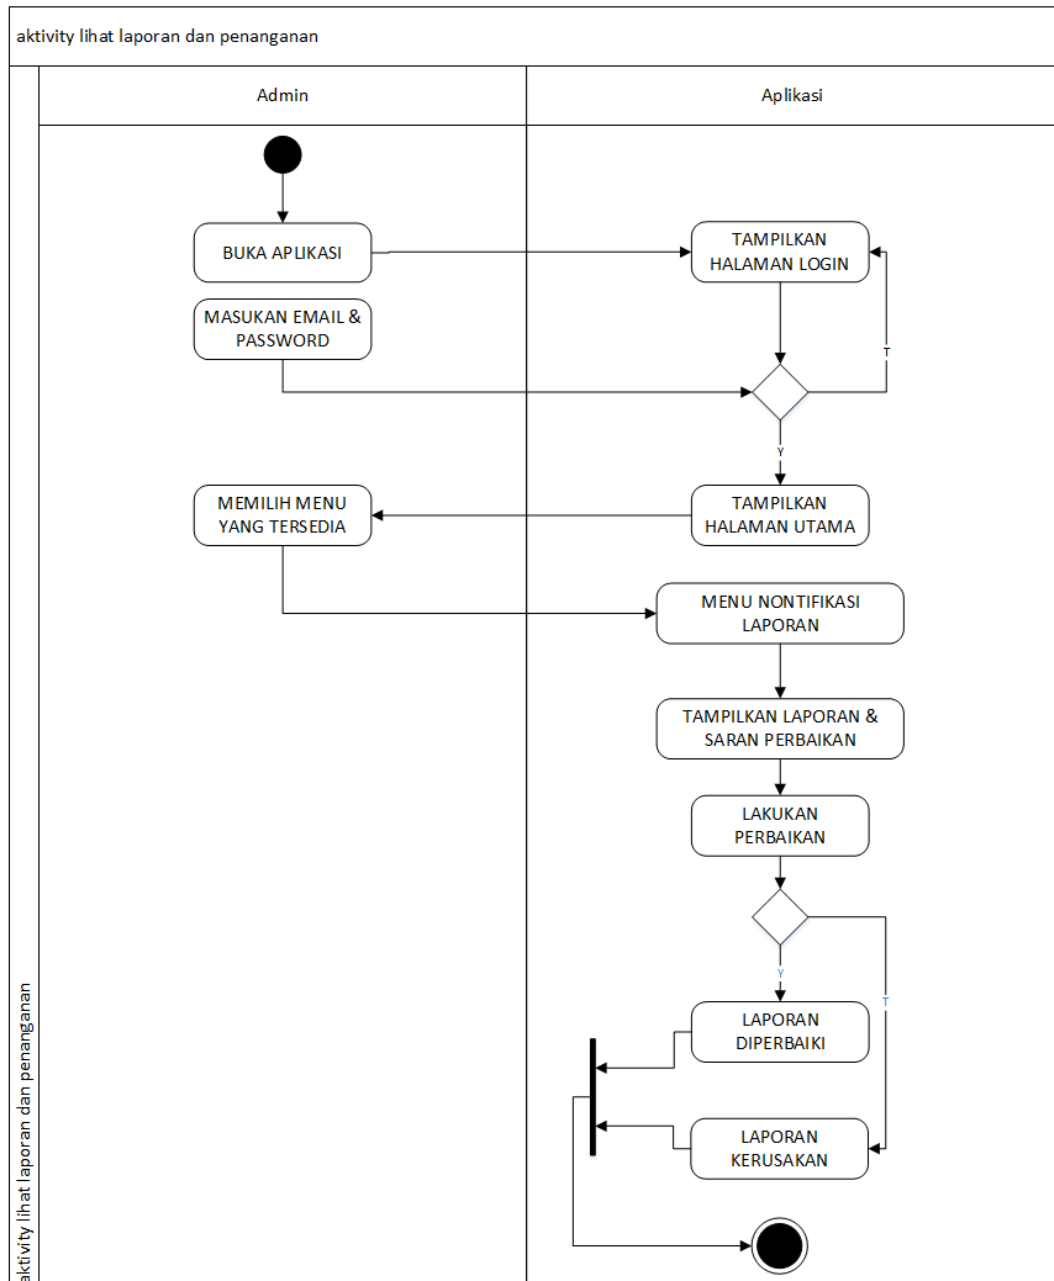 aktivity lihat laporan dan penanganan
Admin
Aplikasi
BUKA APLIKASI
TAMPILKAN
HALAMAN LOGIN
MASUKAN EMAIL &
PASSWORD
T
Y
MEMILIH MENU
YANG TERSEDIA
TAMPILKAN
HALAMAN UTAMA
MENU NONTIFIKASI
LAPORAN
TAMPILKAN LAPORAN &
SARAN PERBAIKAN
LAKUKAN
PERBAIKAN
Y
T
LAPORAN
DIPERBAIKI
LAPORAN
KERUSAKAN
aktivity lihat laporan dan penanganan